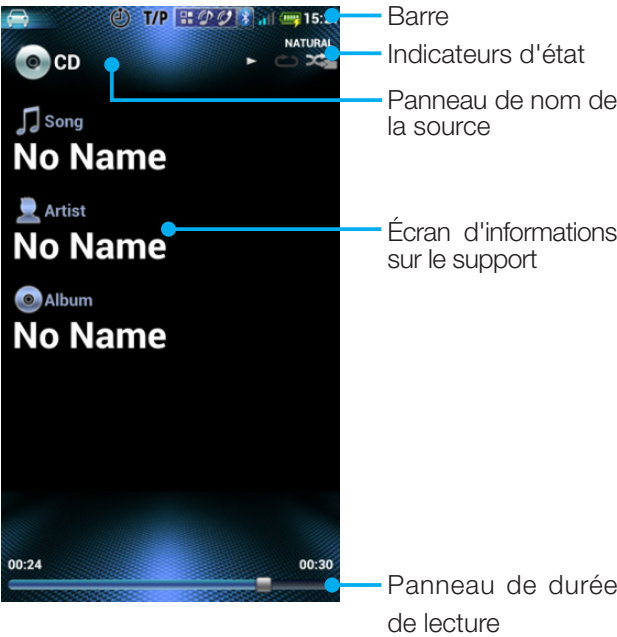 T/P 15:2
NATURAL
CD
Song
No Name
Artist
No Name
Album
No Name
00:24 00:30
Barre
Indicateurs d'état
Panneau de nom de
la source
Écran d'informations
sur le support
Panneau de durée
de lecture